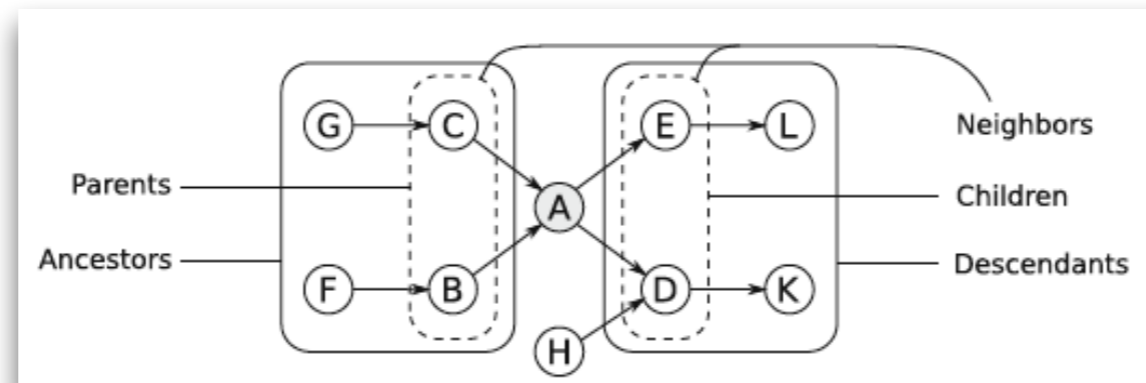 G
C
E
L
Neighbors
Parents
A
Children
Ancestors
Descendants
F
B
D
K
H